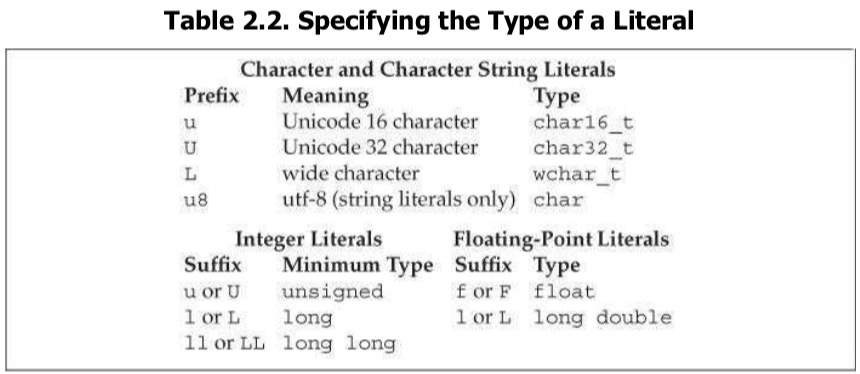 Table 2.2. Specifying the Type of a Literal
Character and Character String Literals
Prefix Meaning Type
u Unicode 16 character char16_t
U Unicode 32 character char32_t
L wide character wchar_t
u8 utf-8 (string literals only) char
Integer Literals Floating-Point Literals
Suffix Minimum Type Suffix Type
u or U unsigned f or F float
l or L long l or L long double
ll or LL long long